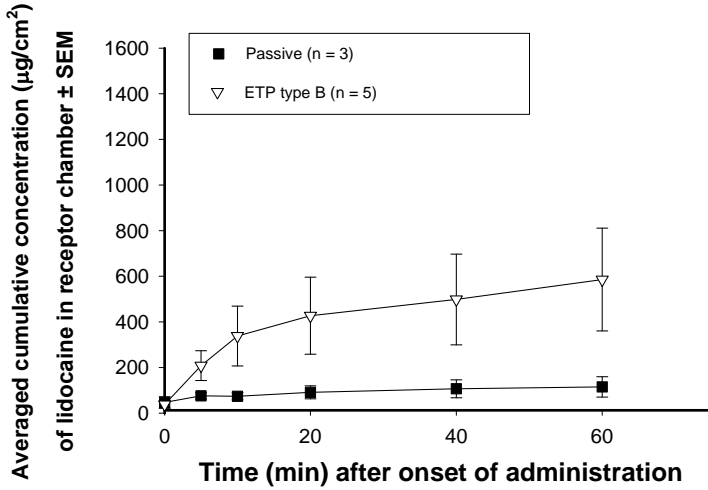 Averaged cumulative concentration (µg/cm²)
of lidocaine in receptor chamber ± SEM
1600
1400
1200
1000
800
600
400
200
0
Passive (n = 3)
ETP type B (n = 5)
0 20 40 60
Time (min) after onset of administration